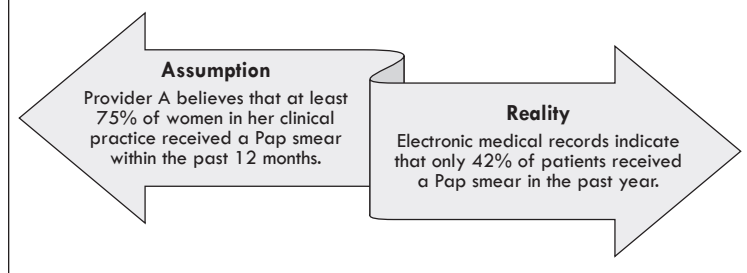 Assumption
Provider A believes that at least
75% of women in her clinical
practice received a Pap smear
within the past 12 months.
Reality
Electronic medical records indicate
that only 42% of patients received
a Pap smear in the past year.